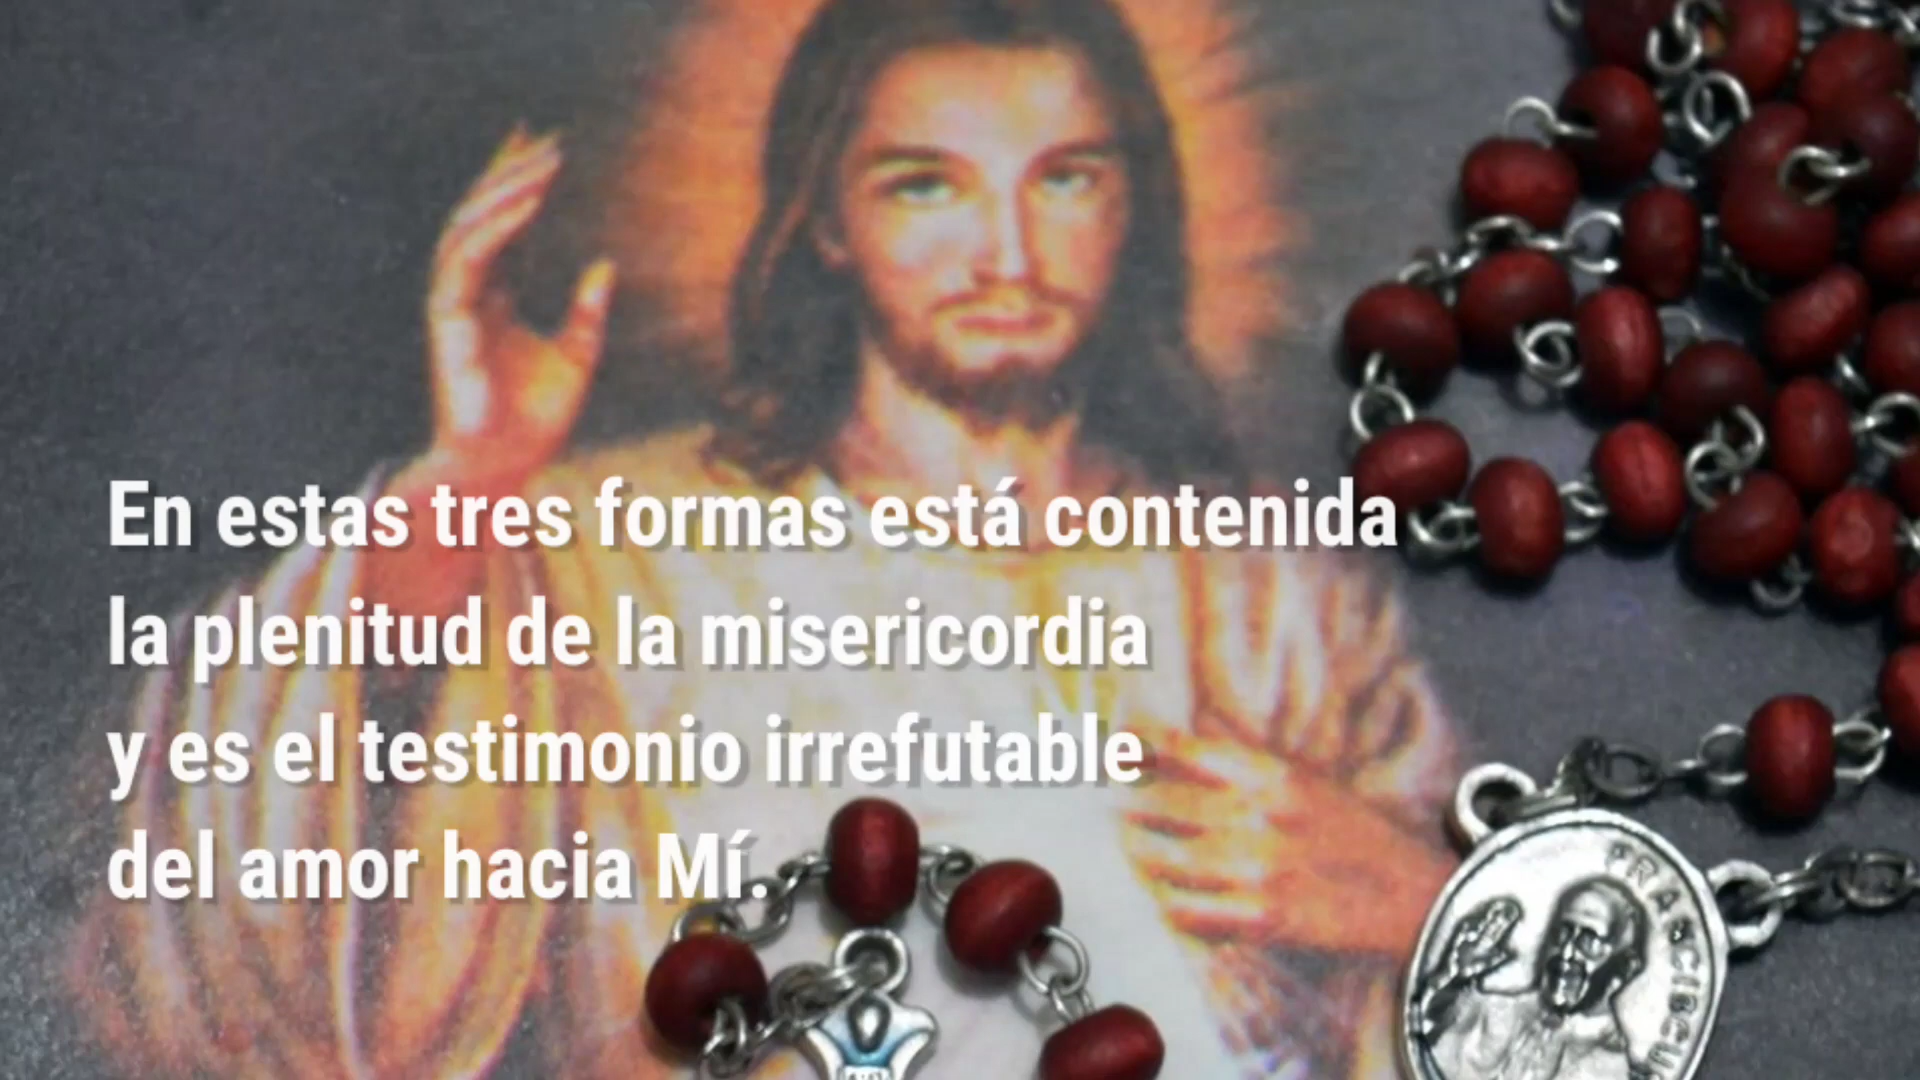 En estas tres formas está contenida
la plenitud de la misericordia
y es el testimonio irrefutable
del amor hacia Mí.